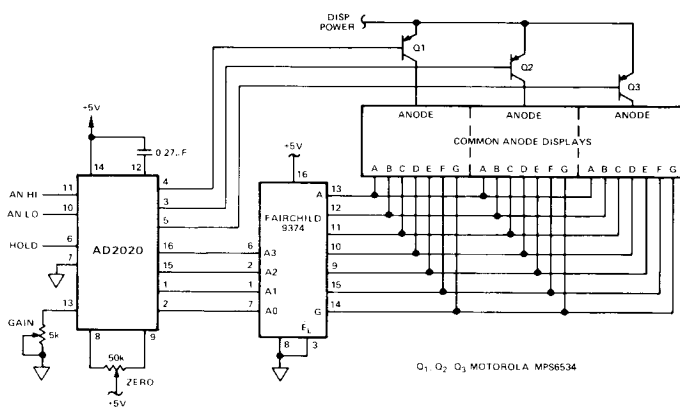 DISP
POWER
Q1
Q2
Q3
ANODE ANODE ANODE
COMMON ANODE DISPLAYS
A B C D E F G A B C D E F G A B C D E F G
+5V
0.27µF
14 12
AN HI 11
AN LO 10
HOLD 6
7
AD2020
4
3
5
16
15
1
2
13
GAIN
5k
8 9
50k
ZERO
+5V
+5V
16
FAIRCHILD
9374
6 A3
2 A2
1 A1
7 A0
A 13
12
11
10
9
15
G 14
EL
8 3
Q1, Q2 Q3 MOTOROLA MPS6534